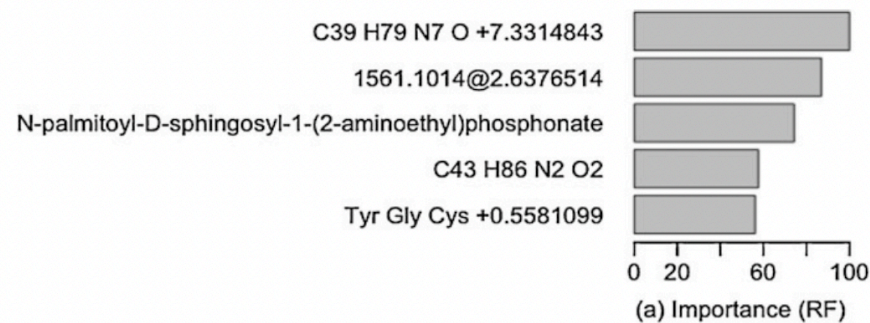 C39 H79 N7 O +7.3314843
1561.1014@2.6376514
N-palmitoyl-D-sphingosyl-1-(2-aminoethyl)phosphonate
C43 H86 N2 O2
Tyr Gly Cys +0.5581099
0 20 60 100
(a) Importance (RF)